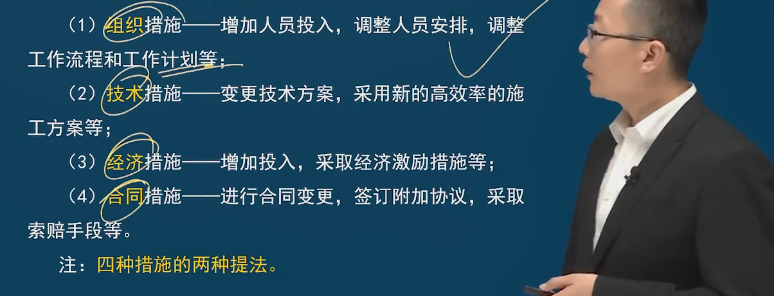 （1）组织措施——增加人员投入，调整人员安排，调整
工作流程和工作计划等；
（2）技术措施——变更技术方案，采用新的高效率的施
工方案等；
（3）经济措施——增加投入，采取经济激励措施等；
（4）合同措施——进行合同变更，签订附加协议，采取
索赔手段等。
注：四种措施的两种提法。